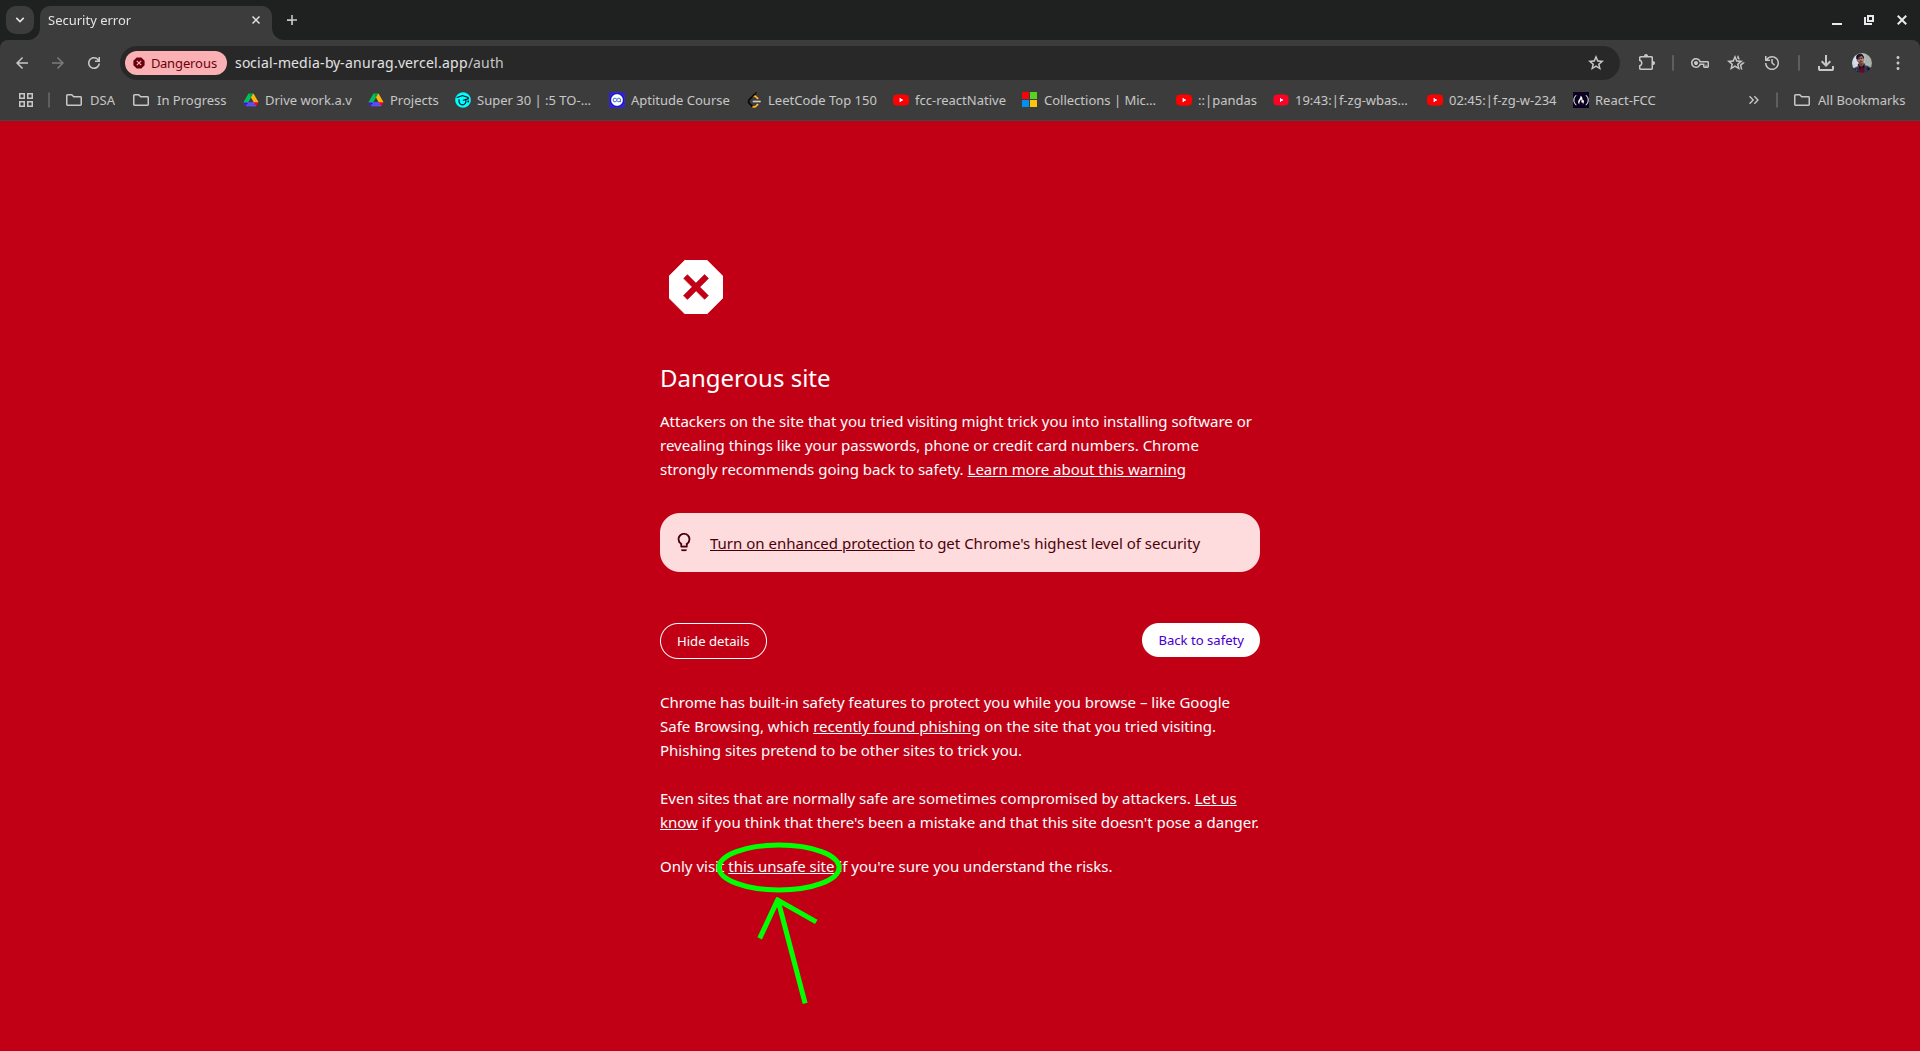 Security error
Dangerous
social-media-by-anurag.vercel.app/auth
DSA
In Progress
Drive work.a.v
Projects
Super 30 | :5 TO-...
Aptitude Course
LeetCode Top 150
fcc-reactNative
Collections | Mic...
::|pandas
19:43:|f-zg-wbas...
02:45:|f-zg-w-234
React-FCC
All Bookmarks
Dangerous site
Attackers on the site that you tried visiting might trick you into installing software or
revealing things like your passwords, phone or credit card numbers. Chrome
strongly recommends going back to safety. Learn more about this warning
Turn on enhanced protection to get Chrome's highest level of security
Hide details
Back to safety
Chrome has built-in safety features to protect you while you browse – like Google
Safe Browsing, which recently found phishing on the site that you tried visiting.
Phishing sites pretend to be other sites to trick you.
Even sites that are normally safe are sometimes compromised by attackers. Let us
know if you think that there's been a mistake and that this site doesn't pose a danger.
Only visit this unsafe site if you're sure you understand the risks.